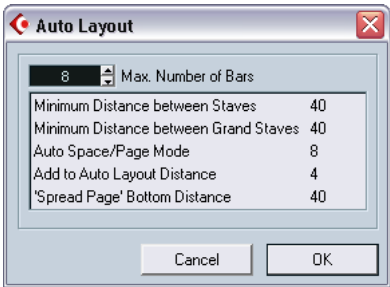 Auto Layout
8 Max. Number of Bars
Minimum Distance between Staves 40
Minimum Distance between Grand Staves 40
Auto Space/Page Mode 8
Add to Auto Layout Distance 4
'Spread Page' Bottom Distance 40
Cancel OK